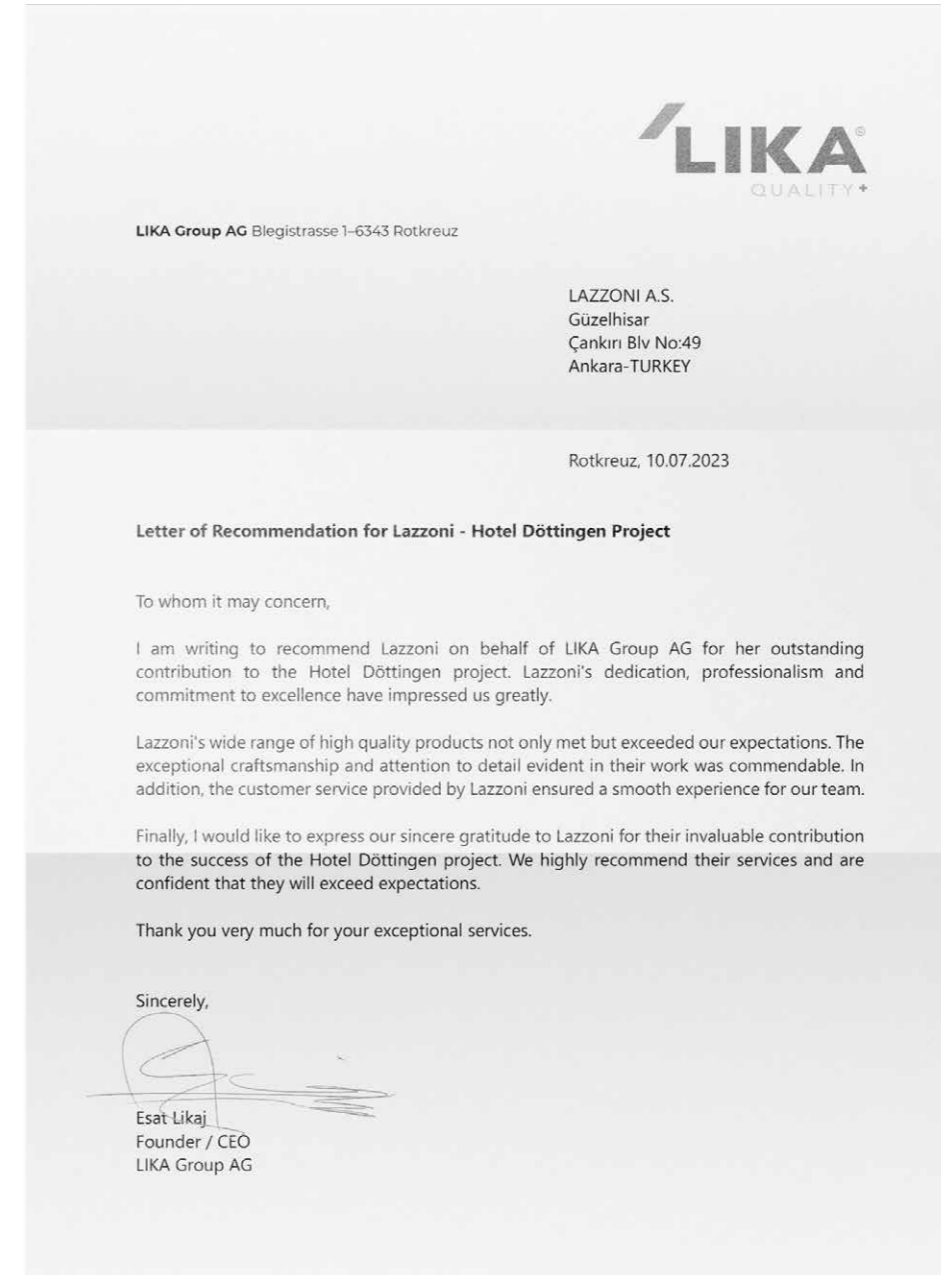 LIKA®
QUALITY+
LIKA Group AG Blegistrasse 1–6343 Rotkreuz
LAZZONI A.S.
Güzelhisar
Çankırı Blv No:49
Ankara-TURKEY
Rotkreuz, 10.07.2023
Letter of Recommendation for Lazzoni - Hotel Döttingen Project
To whom it may concern,
I am writing to recommend Lazzoni on behalf of LIKA Group AG for her outstanding
contribution to the Hotel Döttingen project. Lazzoni's dedication, professionalism and
commitment to excellence have impressed us greatly.
Lazzoni's wide range of high quality products not only met but exceeded our expectations. The
exceptional craftsmanship and attention to detail evident in their work was commendable. In
addition, the customer service provided by Lazzoni ensured a smooth experience for our team.
Finally, I would like to express our sincere gratitude to Lazzoni for their invaluable contribution
to the success of the Hotel Döttingen project. We highly recommend their services and are
confident that they will exceed expectations.
Thank you very much for your exceptional services.
Sincerely,
Esat Likaj
Founder / CEO
LIKA Group AG